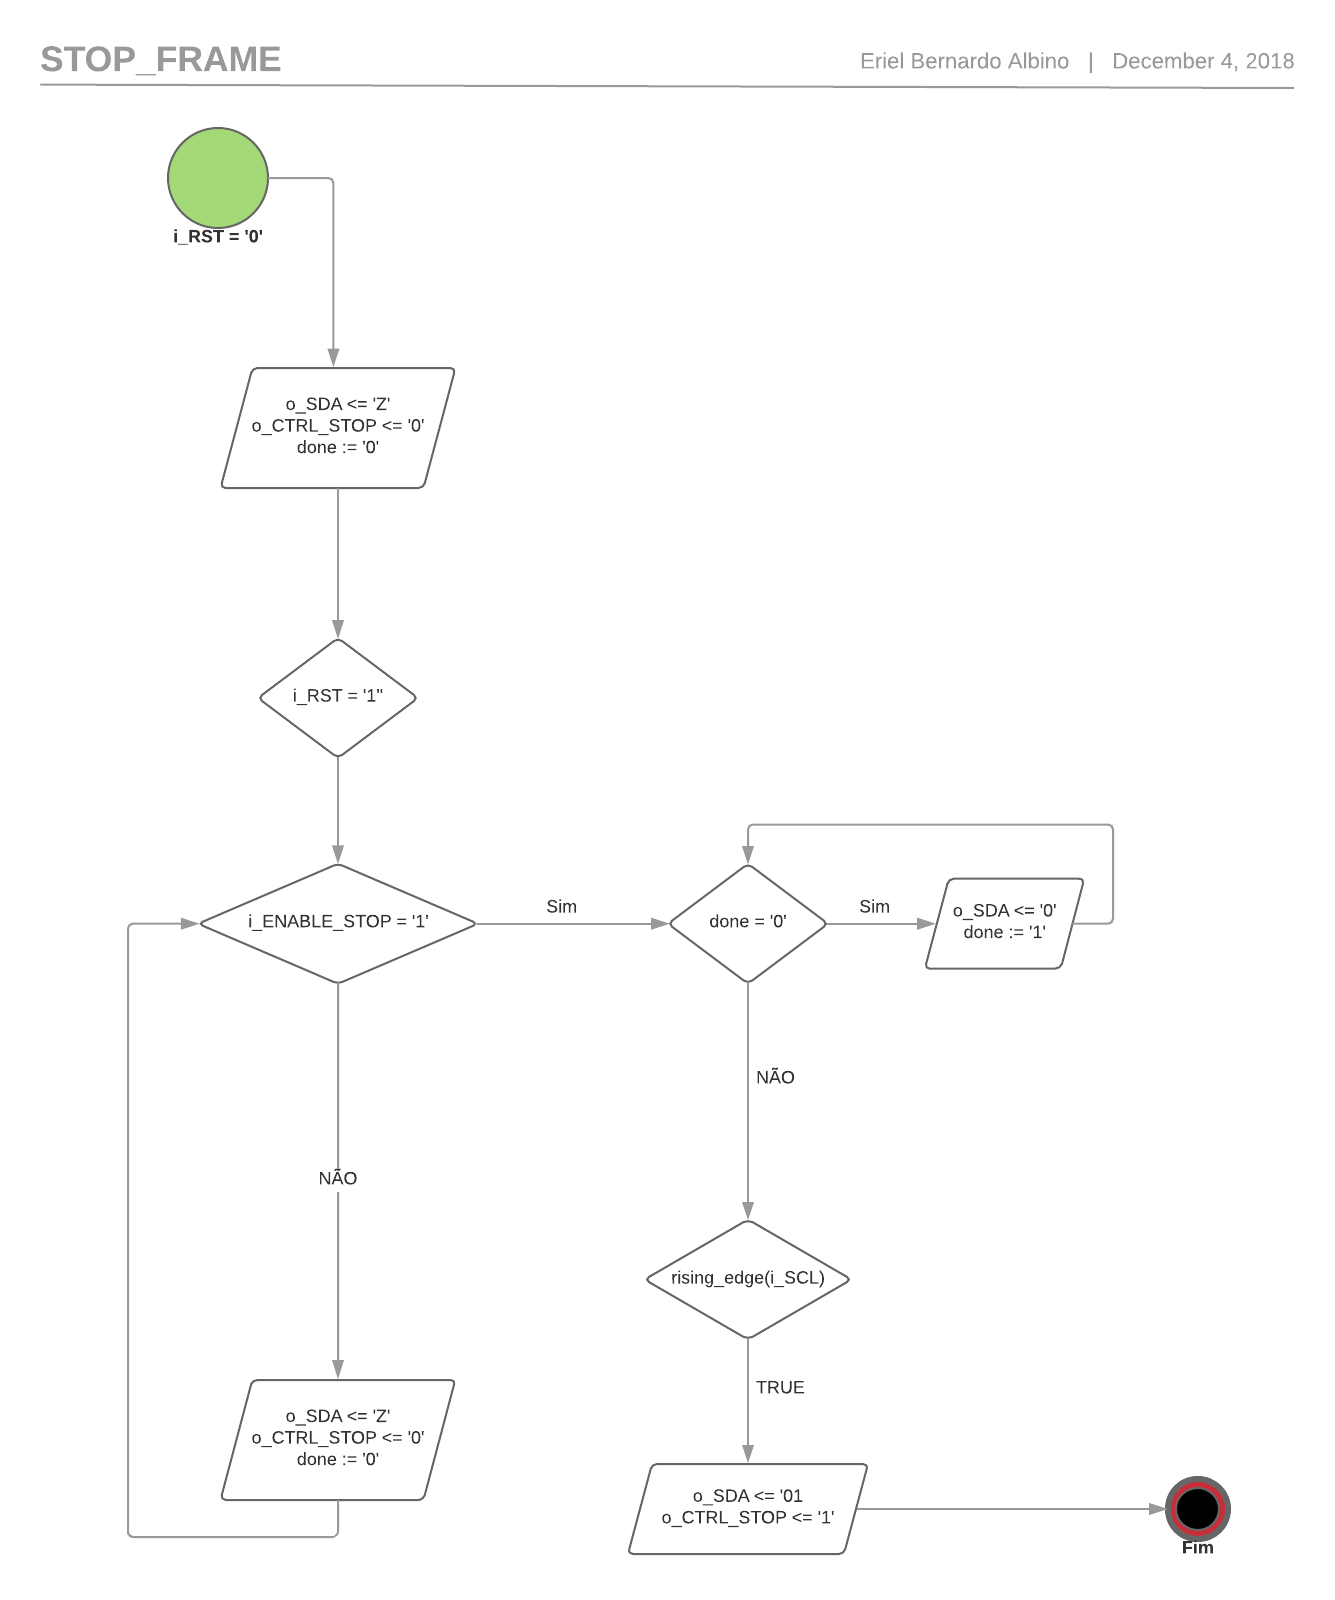 STOP_FRAME
Eriel Bernardo Albino | December 4, 2018
i_RST = '0'
o_SDA <= 'Z'
o_CTRL_STOP <= '0'
done := '0'
i_RST = '1"
i_ENABLE_STOP = '1'
Sim
done = '0'
Sim
o_SDA <= '0'
done := '1'
NÃO
NÃO
rising_edge(i_SCL)
TRUE
o_SDA <= 'Z'
o_CTRL_STOP <= '0'
done := '0'
o_SDA <= '01
o_CTRL_STOP <= '1'
Fim